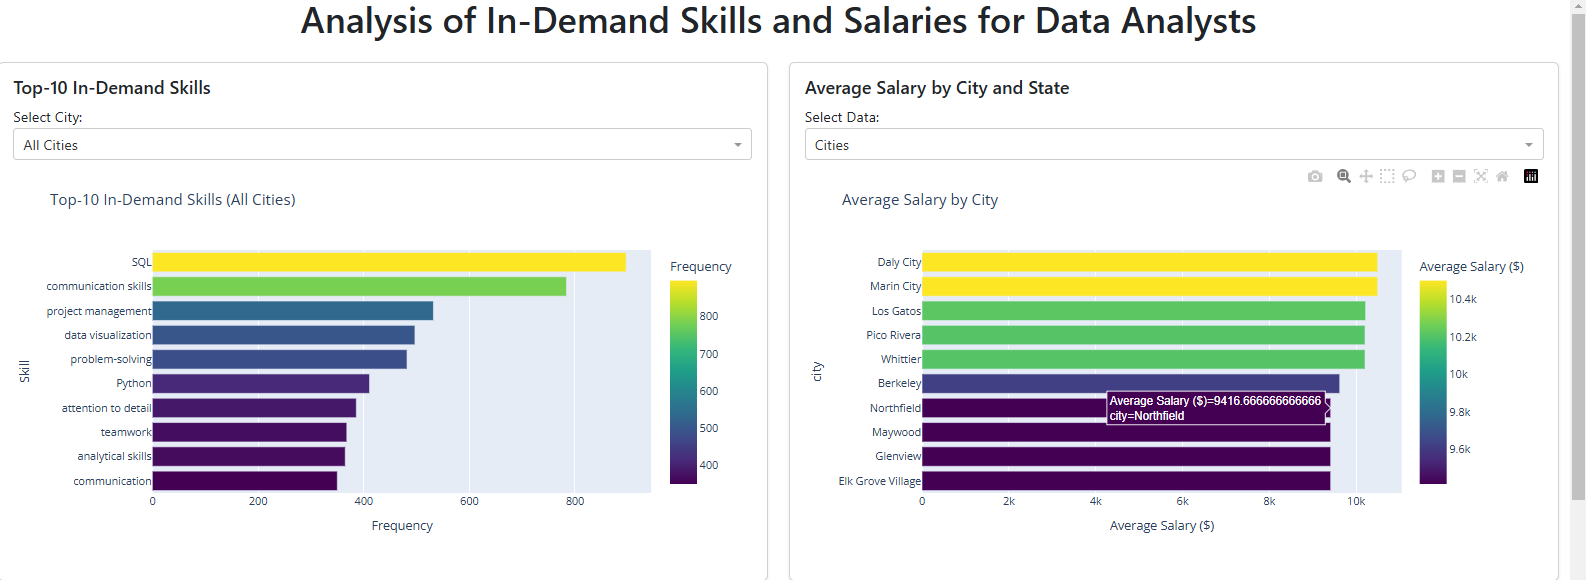 Analysis of In-Demand Skills and Salaries for Data Analysts
Top-10 In-Demand Skills
Select City:
All Cities
Top-10 In-Demand Skills (All Cities)
Skill
SQL
communication skills
project management
data visualization
problem-solving
Python
attention to detail
teamwork
analytical skills
communication
0 200 400 600 800
Frequency
Frequency
800
700
600
500
400
Average Salary by City and State
Select Data:
Cities
Average Salary by City
city
Daly City
Marin City
Los Gatos
Pico Rivera
Whittier
Berkeley
Northfield
Maywood
Glenview
Elk Grove Village
Average Salary ($)=9416.666666666666
city=Northfield
0 2k 4k 6k 8k 10k
Average Salary ($)
Average Salary ($)
10.4k
10.2k
10k
9.8k
9.6k